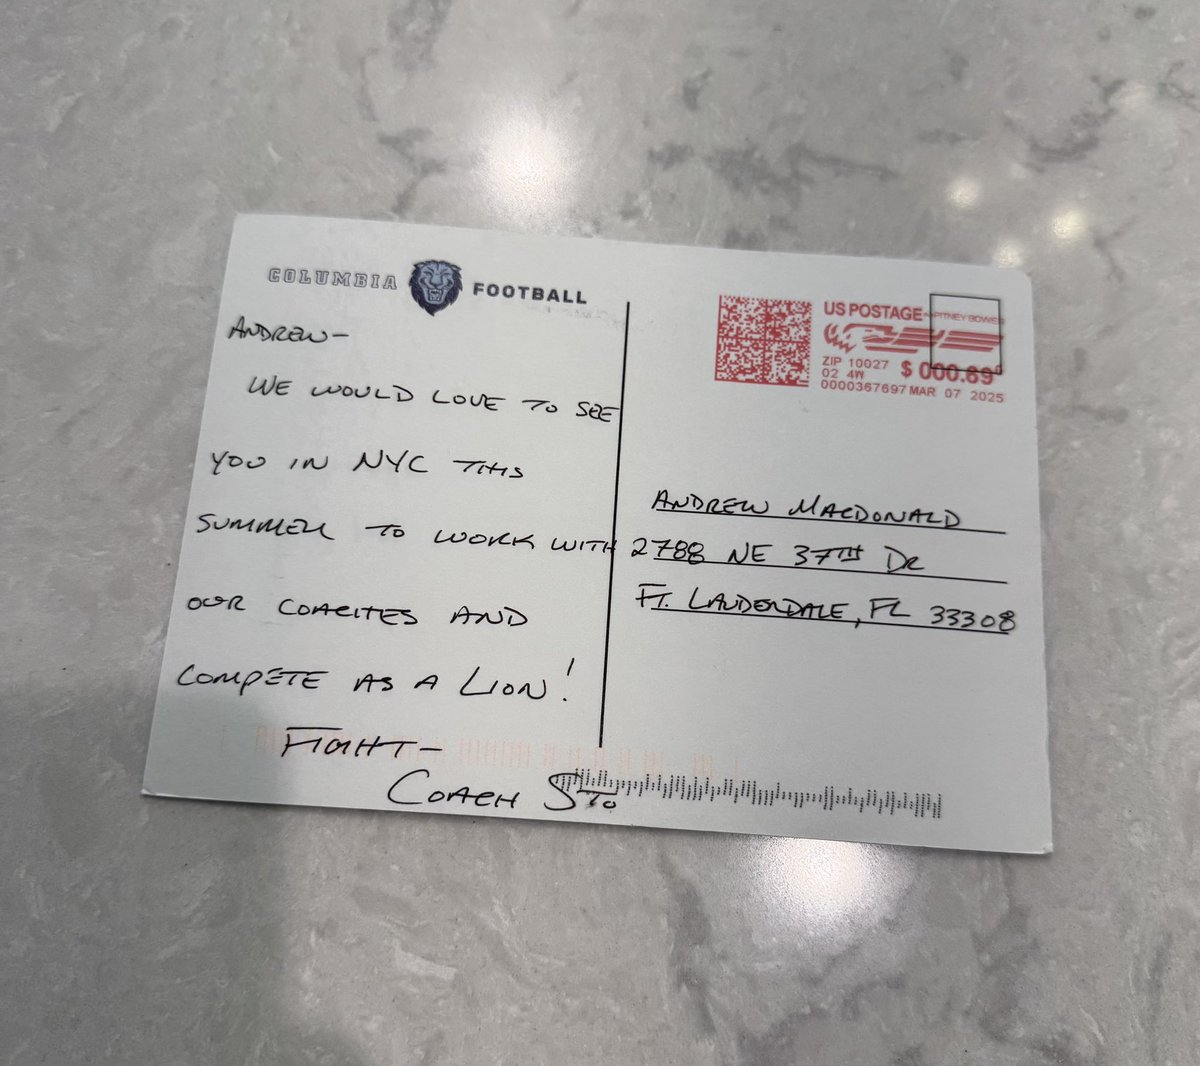 COLUMBIA FOOTBALL
ANDREW—
WE WOULD LOVE TO SEE
YOU IN NYC THIS
SUMMER TO WORK WITH
OUR COACHES AND
COMPETE AS A LION!
FIGHT—
COACH STO
US POSTAGE PITNEY BOWES
ZIP 10027 $ 000.69⁰
02 4W
0000367697 MAR 07 2025
ANDREW MACDONALD
2788 NE 37TH DR
FT. LAUDERDALE, FL 33308